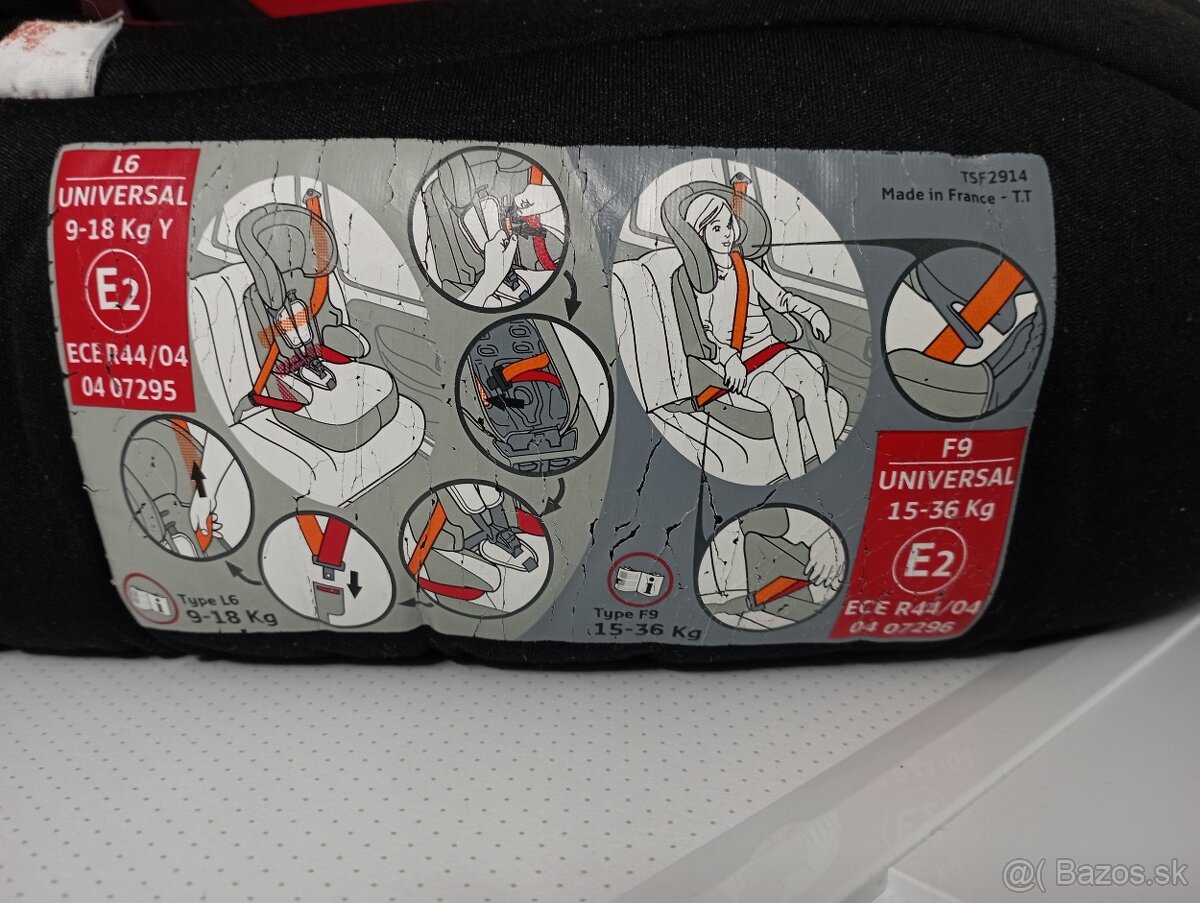 L6
UNIVERSAL
9-18 Kg Y
E2
ECE R44/04
04 07295
Type L6
9-18 Kg
TSF2914
Made in France - T.T
F9
UNIVERSAL
15-36 Kg
E2
ECE R44/04
04 07296
i
Type F9
15-36 Kg
i
@( Bazos.sk